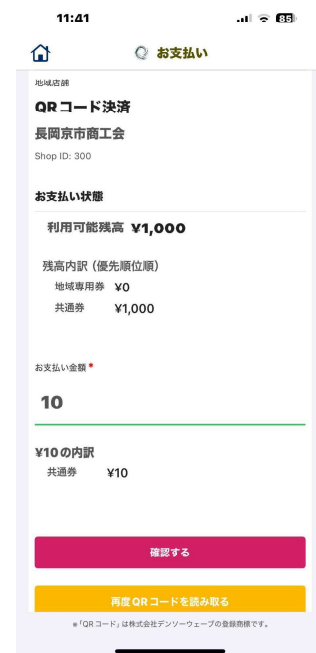 11:41
85
お支払い
地域店舗
QRコード決済
長岡京市商工会
Shop ID: 300
お支払い状態
利用可能残高 ¥1,000
残高内訳（優先順位順）
地域専用券 ¥0
共通券 ¥1,000
お支払い金額 *
10
¥10の内訳
共通券 ¥10
確認する
再度QRコードを読み取る
※「QRコード」は株式会社デンソーウェーブの登録商標です。